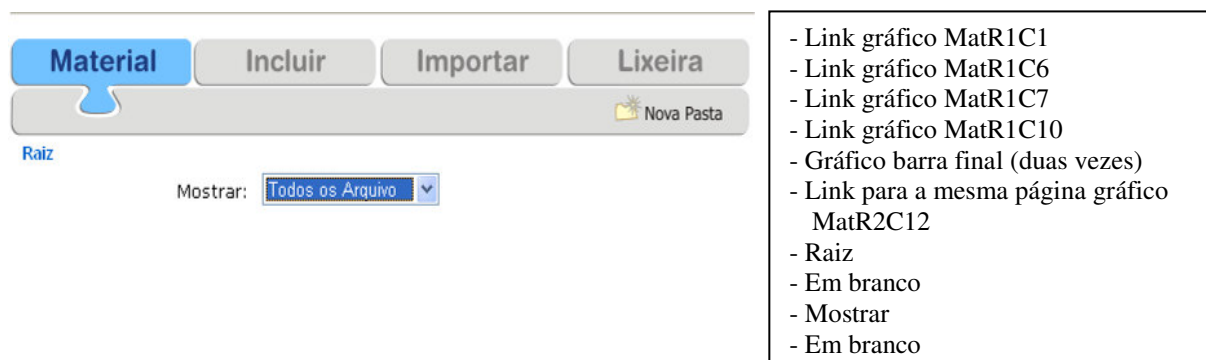 Material Incluir Importar Lixeira
Nova Pasta
Raiz
Mostrar: Todos os Arquivo
- Link gráfico MatR1C1
- Link gráfico MatR1C6
- Link gráfico MatR1C7
- Link gráfico MatR1C10
- Gráfico barra final (duas vezes)
- Link para a mesma página gráfico
MatR2C12
- Raiz
- Em branco
- Mostrar
- Em branco